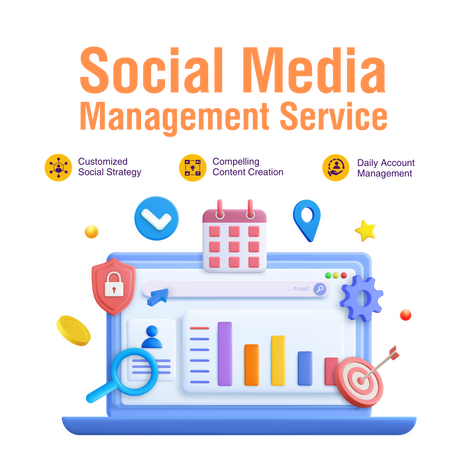 Social Media
Management Service
Customized
Social Strategy
Compelling
Content Creation
Daily Account
Management